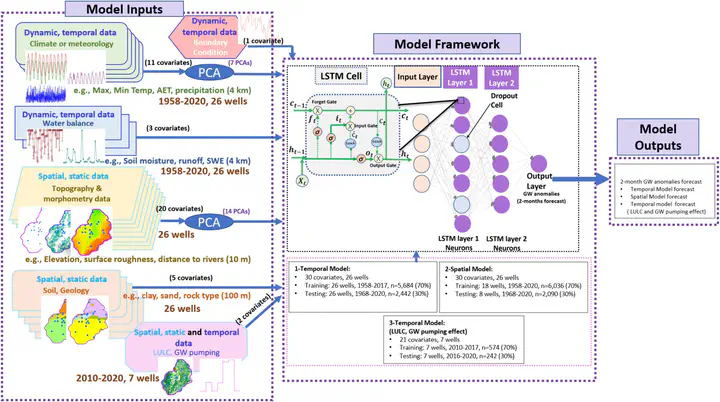 Model Inputs
Dynamic, temporal data
Climate or meteorology
(11 covariates)
PCA
(7 PCAs)
e.g., Max, Min Temp, AET, precipitation (4 km)
1958-2020, 26 wells
Dynamic, temporal data
Boundary
Condition
(1 covariate)
Dynamic, temporal data
Water balance
(3 covariates)
e.g., Soil moisture, runoff, SWE (4 km)
1958-2020, 26 wells
Spatial, static data
Topography &
morphometry data
(20 covariates)
PCA
(14 PCAs)
26 wells
e.g., Elevation, surface roughness, distance to rivers (10 m)
Spatial, static data
Soil, Geology
(5 covariates)
e.g., clay, sand, rock type (100 m)
26 wells
Spatial, static and temporal
data
LULC, GW pumping
(2 covariates)
2010-2020, 7 wells
Model Framework
LSTM Cell
Input Layer
LSTM
Layer 1
LSTM
Layer 2
Dropout
Cell
Forget Gate
Input Gate
Output Gate
c_{t-1}
h_{t-1}
X_t
f_t
i_t
o_t
c_t
h_t
h_t
σ
σ
σ
X
+
X
X
Output
Layer
GW anomalies
(2-months forecast)
LSTM layer 1
Neurons
LSTM layer 2
Neurons
1-Temporal Model:
• 30 covariates, 26 wells
• Training: 26 wells, 1958-2017, n=5,684 (70%)
• Testing: 26 wells, 1968-2020, n=2,442 (30%)
2-Spatial Model:
• 30 covariates, 26 wells
• Training: 18 wells, 1958-2020, n=6,036 (70%)
• Testing: 8 wells, 1968-2020, n=2,090 (30%)
3-Temporal Model:
(LULC, GW pumping effect)
• 21 covariates, 7 wells
• Training: 7 wells, 2010-2017, n=574 (70%)
• Testing: 7 wells, 2016-2020, n=242 (30%)
Model
Outputs
2-month GW anomalies forecast
• Temporal Model forecast
• Spatial Model forecast
• Temporal model forecast
( LULC and GW pumping effect)